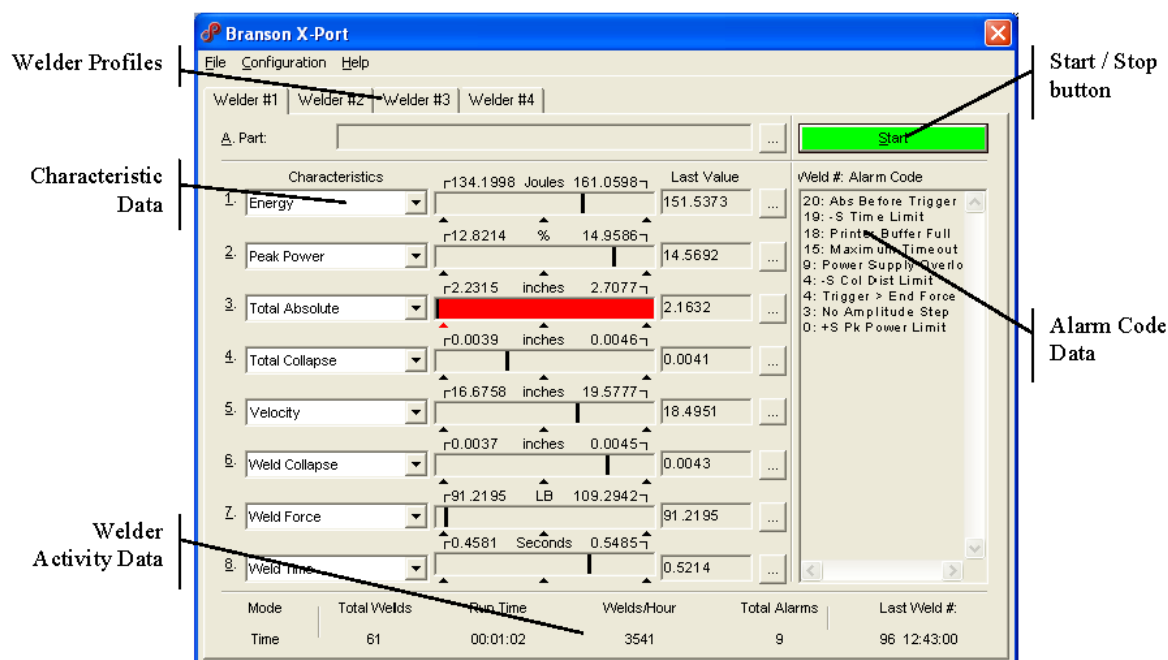 Branson X-Port
File Configuration Help
Welder Profiles
Start / Stop
button
Welder #1 Welder #2 Welder #3 Welder #4
A. Part: ... Start
Characteristic
Data
Characteristics 134.1998 Joules 161.0598 Last Value Weld #: Alarm Code
1. Energy 151.5373 ...
12.8214 % 14.9586
2. Peak Power 14.5692 ...
2.2315 inches 2.7077
3. Total Absolute 2.1632 ...
0.0039 inches 0.0046
4. Total Collapse 0.0041 ...
16.6758 inches 19.5777
5. Velocity 18.4951 ...
0.0037 inches 0.0045
6. Weld Collapse 0.0043 ...
91.2195 LB 109.2942
7. Weld Force 91.2195 ...
0.4581 Seconds 0.5485
8. Weld Time 0.5214 ...
20: Abs Before Trigger
19: -S Time Limit
18: Printer Buffer Full
15: Maximum Timeout
9: Power Supply Overlo
4: -S Col Dist Limit
4: Trigger > End Force
3: No Amplitude Step
0: +S Pk Power Limit
Alarm Code
Data
Welder
Activity Data
Mode Total Welds Run Time Welds/Hour Total Alarms Last Weld #:
Time 61 00:01:02 3541 9 96 12:43:00